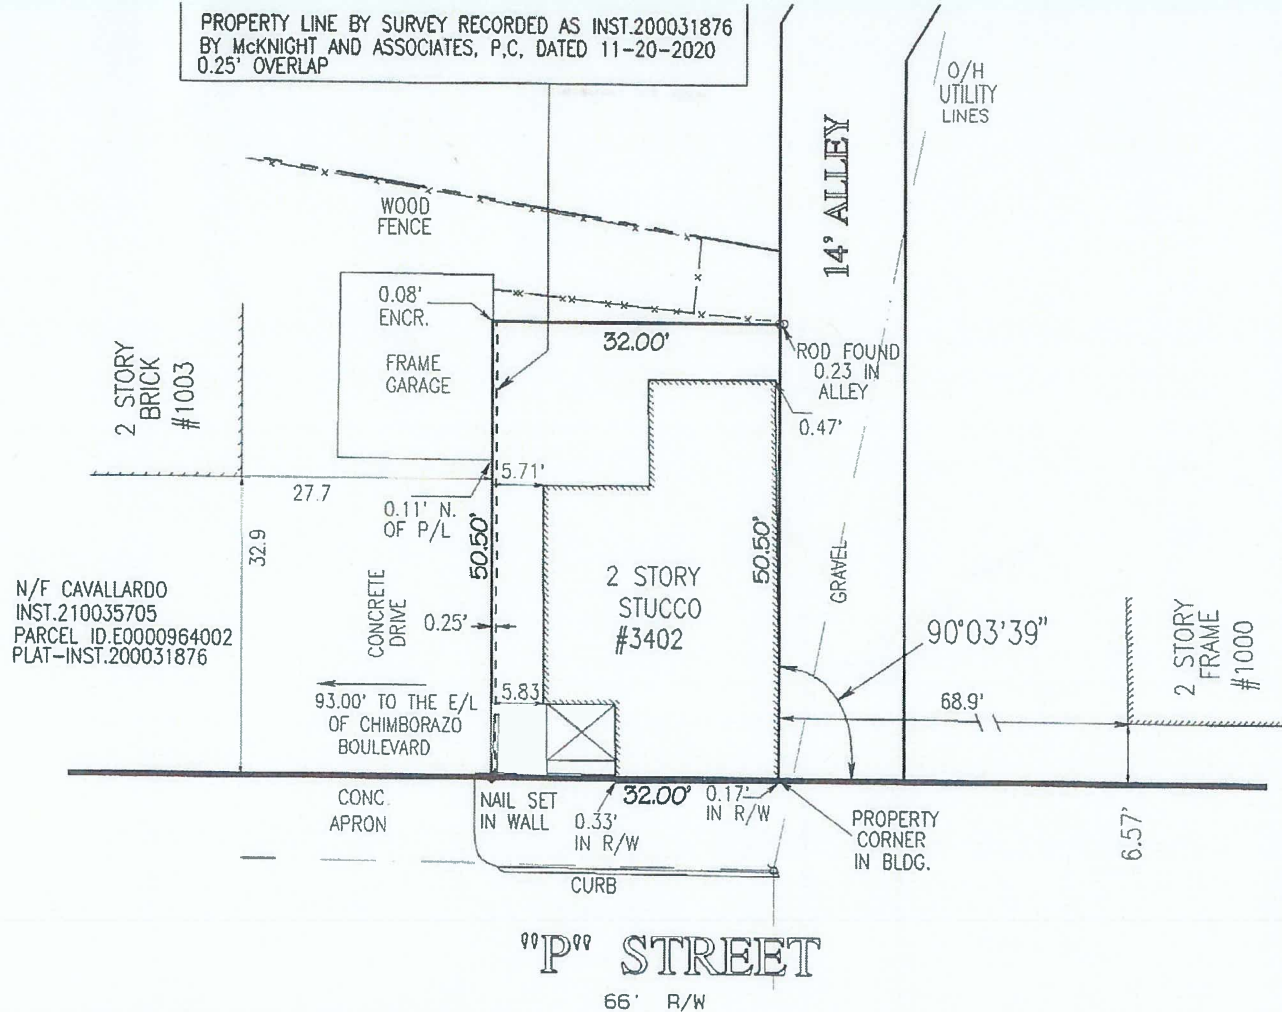 PROPERTY LINE BY SURVEY RECORDED AS INST.200031876
BY McKNIGHT AND ASSOCIATES, P,C, DATED 11-20-2020
0.25' OVERLAP
O/H
UTILITY
LINES
14' ALLEY
WOOD
FENCE
0.08'
ENCR.
32.00'
ROD FOUND
0.23 IN
ALLEY
FRAME
GARAGE
2 STORY
BRICK
#1003
0.47'
5.71'
27.7
0.11' N.
OF P/L
50.50'
50.50'
32.9
GRAVEL
2 STORY
STUCCO
#3402
N/F CAVALLARDO
INST.210035705
PARCEL ID.E0000964002
PLAT-INST.200031876
CONCRETE
DRIVE
0.25'
90°03'39"
2 STORY
FRAME
#1000
5.83
68.9'
93.00' TO THE E/L
OF CHIMBORAZO
BOULEVARD
CONC.
APRON
NAIL SET
IN WALL
32.00'
0.33'
IN R/W
0.17'
IN R/W
PROPERTY
CORNER
IN BLDG.
6.57'
CURB
"P" STREET
66' R/W